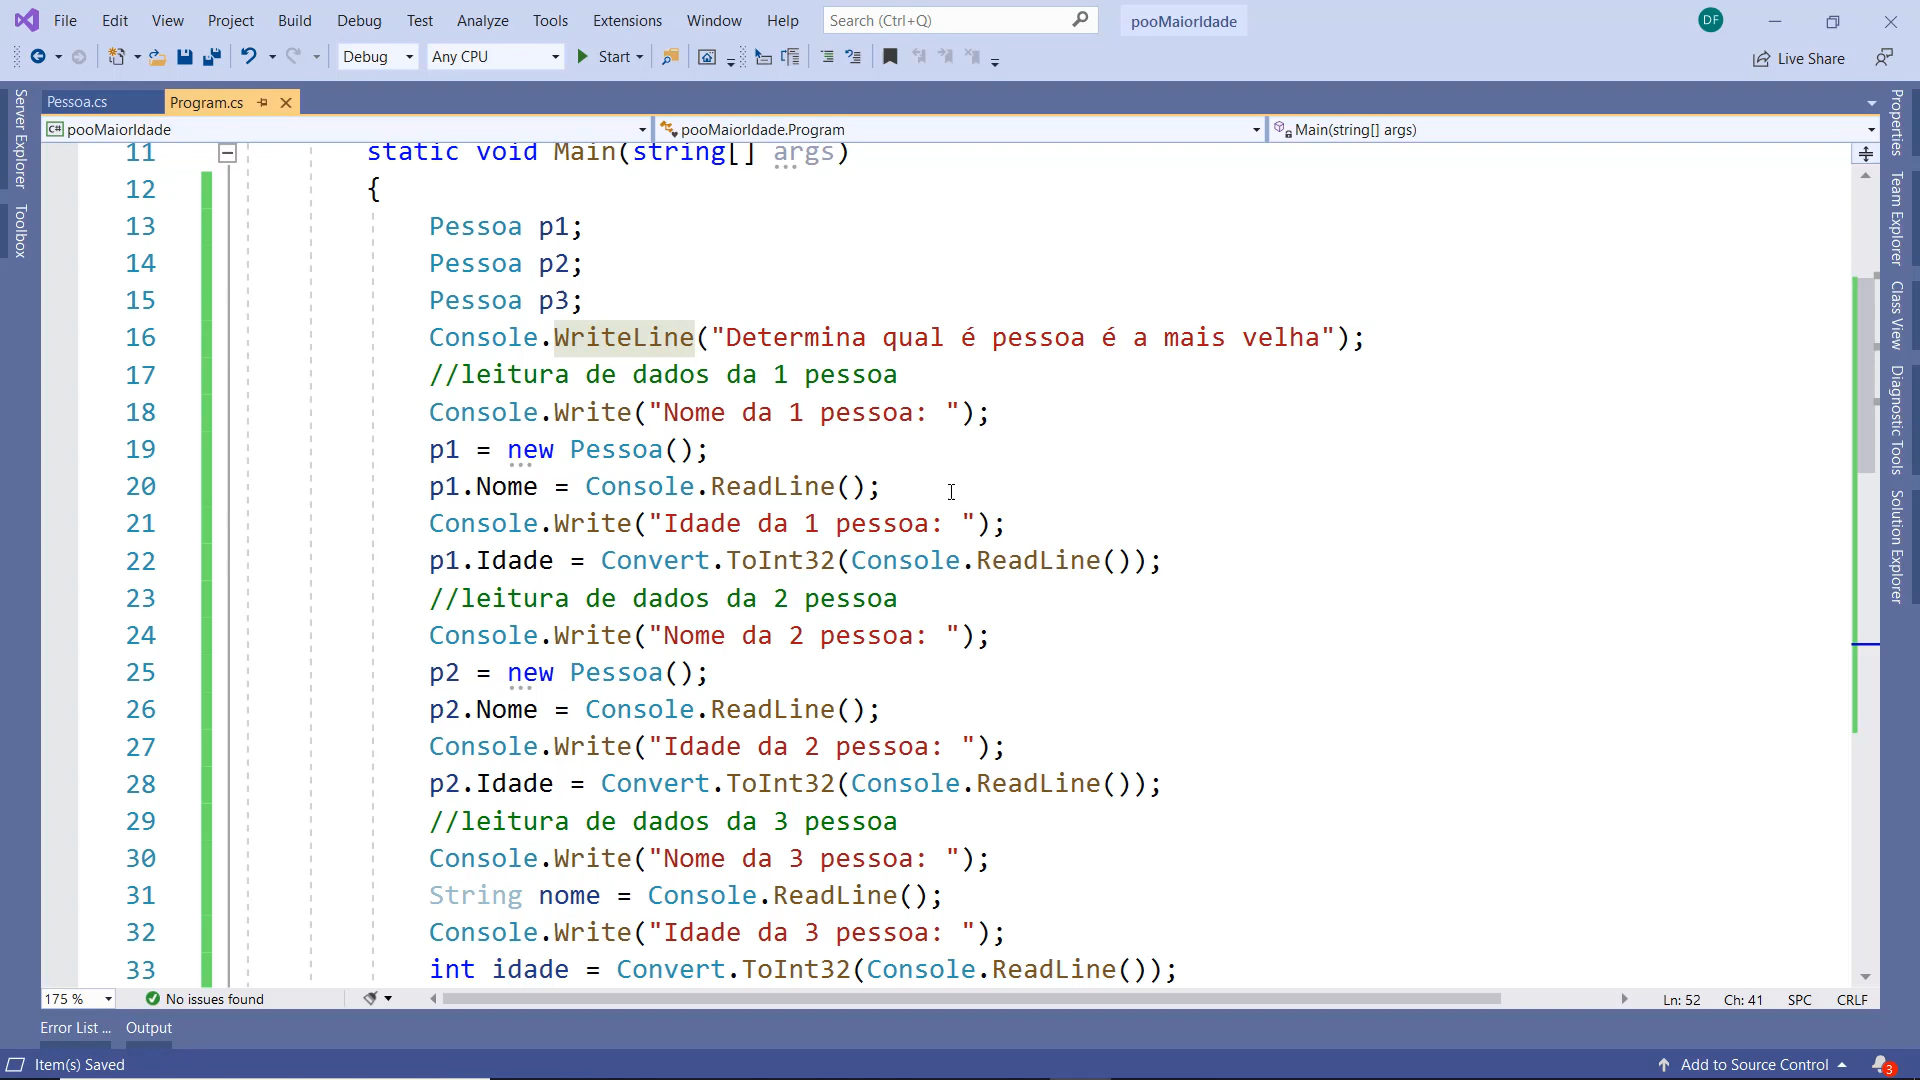 File Edit View Project Build Debug Test Analyze Tools Extensions Window Help Search (Ctrl+Q) pooMaiorIdade DF
Debug Any CPU Start Live Share
Pessoa.cs Program.cs
C# pooMaiorIdade pooMaiorIdade.Program Main(string[] args)
Server Explorer
Toolbox
11 static void Main(string[] args)
12 {
13 Pessoa p1;
14 Pessoa p2;
15 Pessoa p3;
16 Console.WriteLine("Determina qual é pessoa é a mais velha");
17 //leitura de dados da 1 pessoa
18 Console.Write("Nome da 1 pessoa: ");
19 p1 = new Pessoa();
20 p1.Nome = Console.ReadLine();
21 Console.Write("Idade da 1 pessoa: ");
22 p1.Idade = Convert.ToInt32(Console.ReadLine());
23 //leitura de dados da 2 pessoa
24 Console.Write("Nome da 2 pessoa: ");
25 p2 = new Pessoa();
26 p2.Nome = Console.ReadLine();
27 Console.Write("Idade da 2 pessoa: ");
28 p2.Idade = Convert.ToInt32(Console.ReadLine());
29 //leitura de dados da 3 pessoa
30 Console.Write("Nome da 3 pessoa: ");
31 String nome = Console.ReadLine();
32 Console.Write("Idade da 3 pessoa: ");
33 int idade = Convert.ToInt32(Console.ReadLine());
Properties
Team Explorer
Class View
Diagnostic Tools
Solution Explorer
175 % No issues found Ln: 52 Ch: 41 SPC CRLF
Error List ... Output
Item(s) Saved Add to Source Control 3